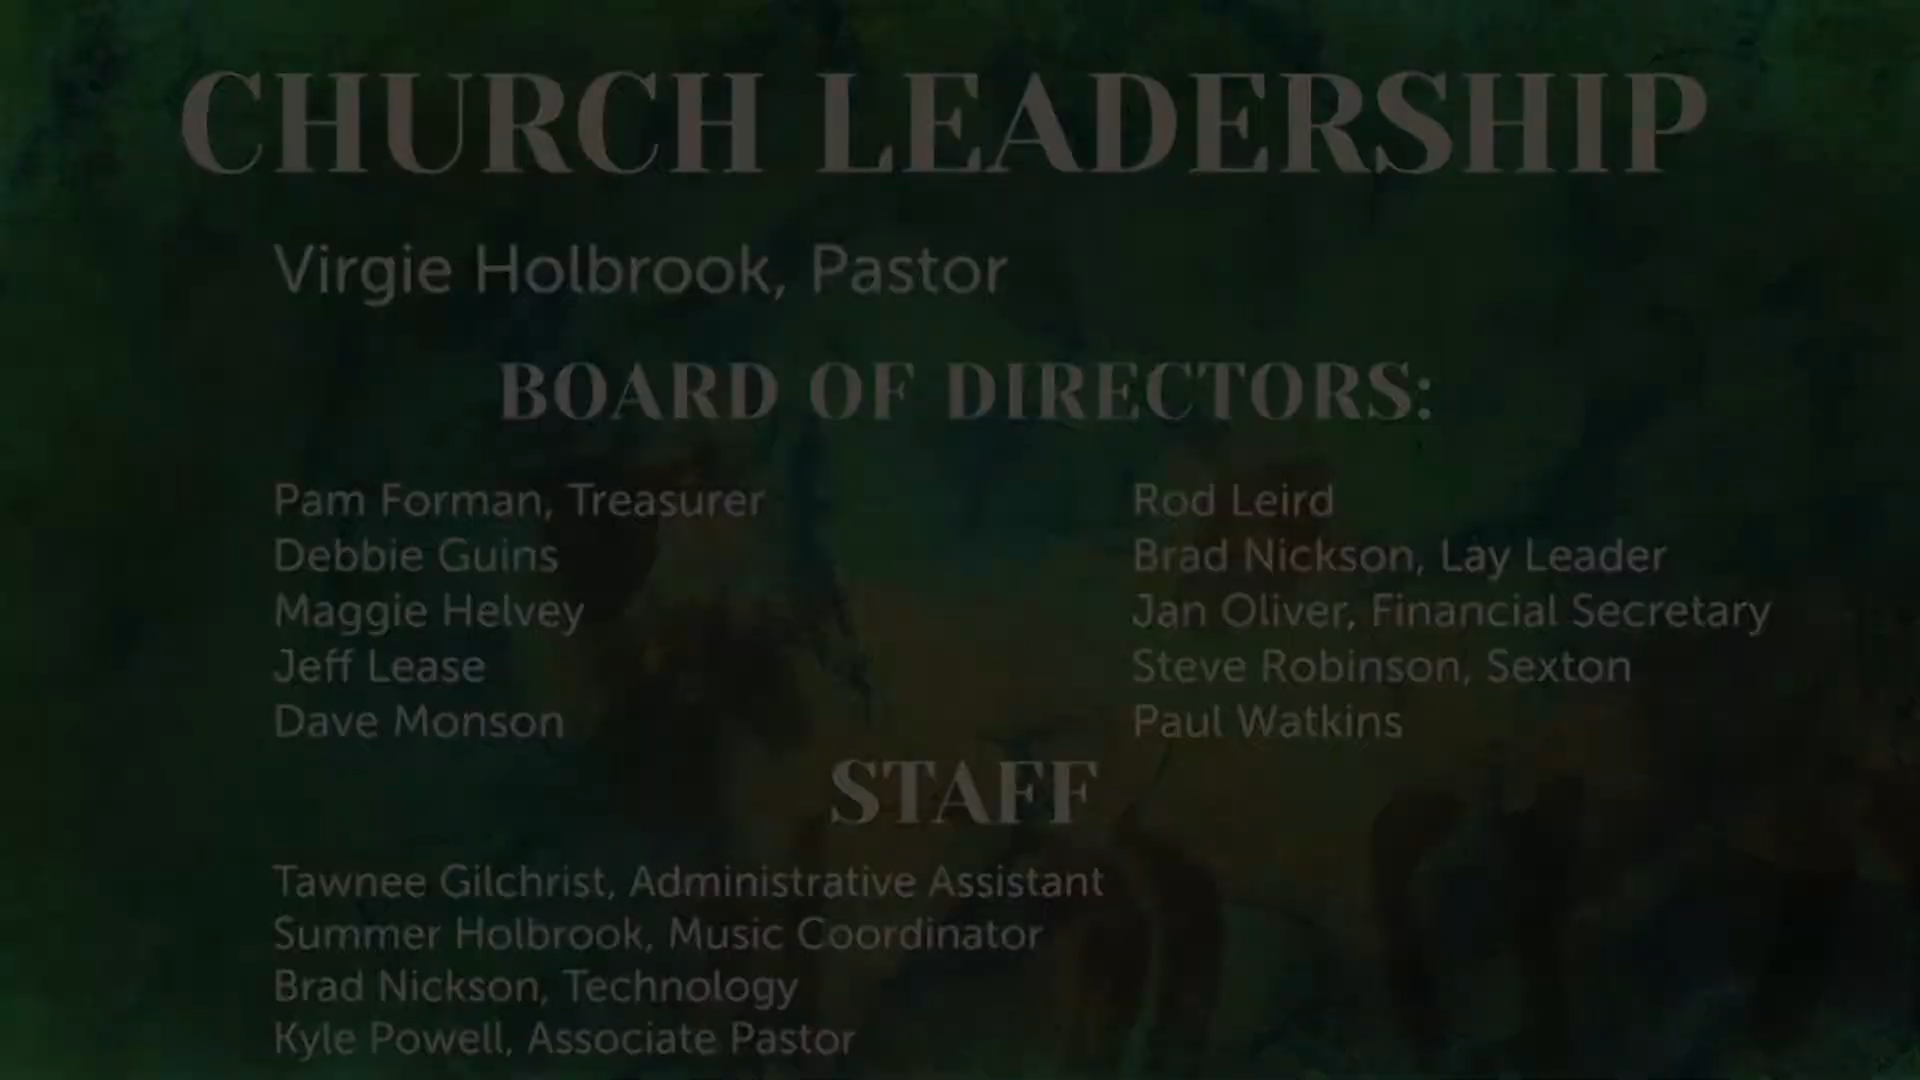 CHURCH LEADERSHIP
Virgie Holbrook, Pastor
BOARD OF DIRECTORS:
Pam Forman, Treasurer
Debbie Guins
Maggie Helvey
Jeff Lease
Dave Monson
Rod Leird
Brad Nickson, Lay Leader
Jan Oliver, Financial Secretary
Steve Robinson, Sexton
Paul Watkins
STAFF
Tawnee Gilchrist, Administrative Assistant
Summer Holbrook, Music Coordinator
Brad Nickson, Technology
Kyle Powell, Associate Pastor